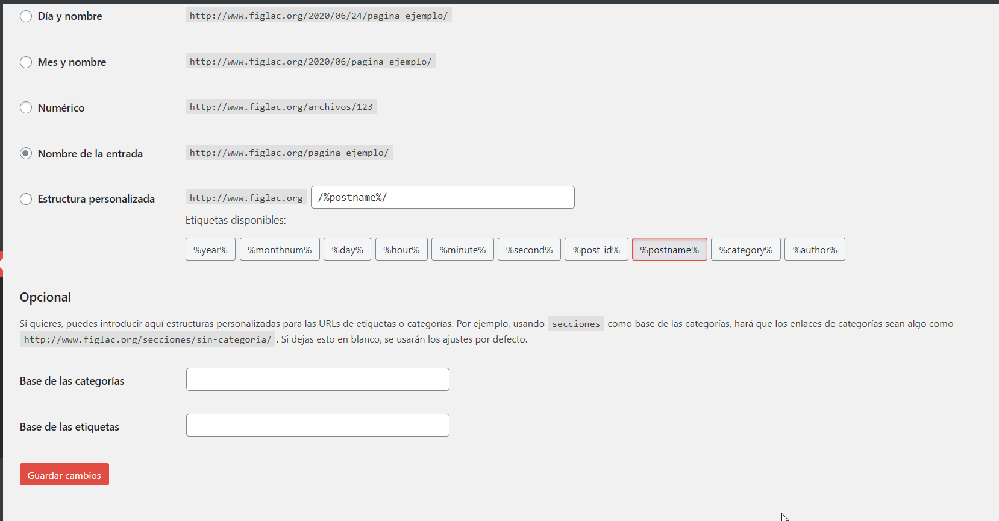 Día y nombre http://www.figlac.org/2020/06/24/pagina-ejemplo/
Mes y nombre http://www.figlac.org/2020/06/pagina-ejemplo/
Numérico http://www.figlac.org/archivos/123
Nombre de la entrada http://www.figlac.org/pagina-ejemplo/
Estructura personalizada http://www.figlac.org /%postname%/
Etiquetas disponibles:
%year% %monthnum% %day% %hour% %minute% %second% %post_id% %postname% %category% %author%
Opcional
Si quieres, puedes introducir aquí estructuras personalizadas para las URLs de etiquetas o categorías. Por ejemplo, usando secciones como base de las categorías, hará que los enlaces de categorías sean algo como
http://www.figlac.org/secciones/sin-categoria/ . Si dejas esto en blanco, se usarán los ajustes por defecto.
Base de las categorías
Base de las etiquetas
Guardar cambios